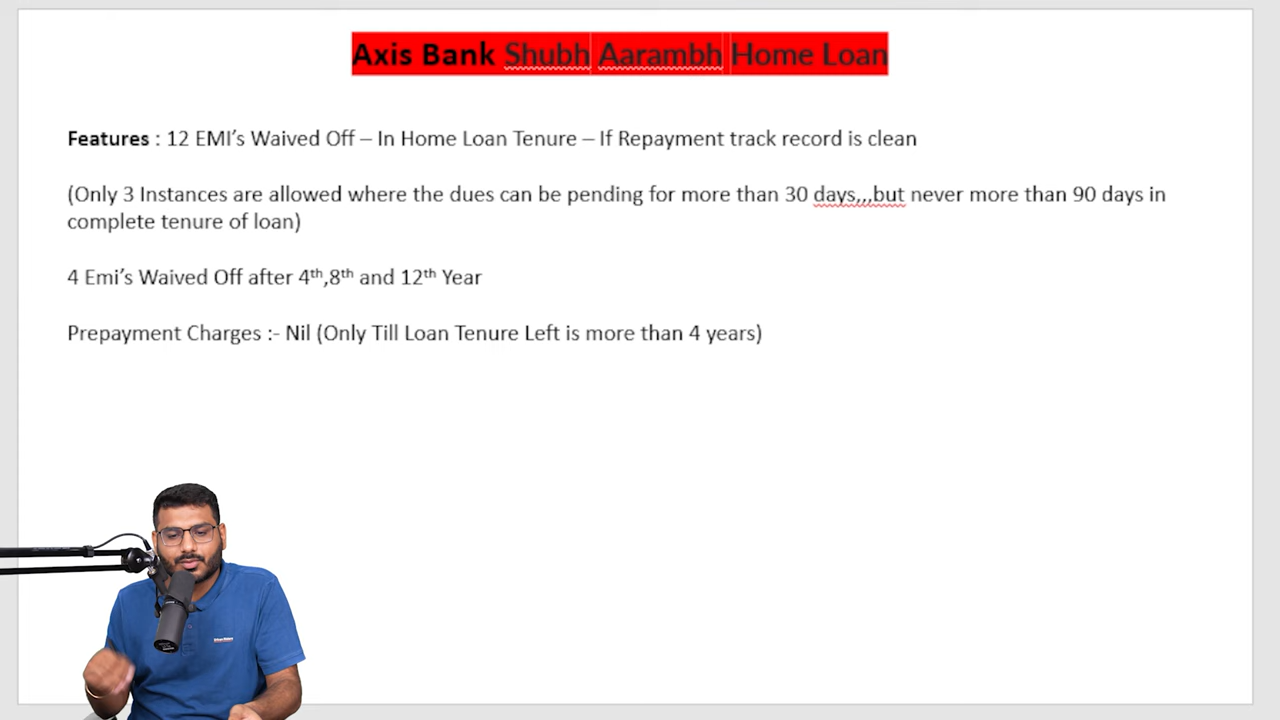 Axis Bank Shubh Aarambh Home Loan
Features : 12 EMI’s Waived Off – In Home Loan Tenure – If Repayment track record is clean
(Only 3 Instances are allowed where the dues can be pending for more than 30 days,,,but never more than 90 days in
complete tenure of loan)
4 Emi’s Waived Off after 4th,8th and 12th Year
Prepayment Charges :- Nil (Only Till Loan Tenure Left is more than 4 years)